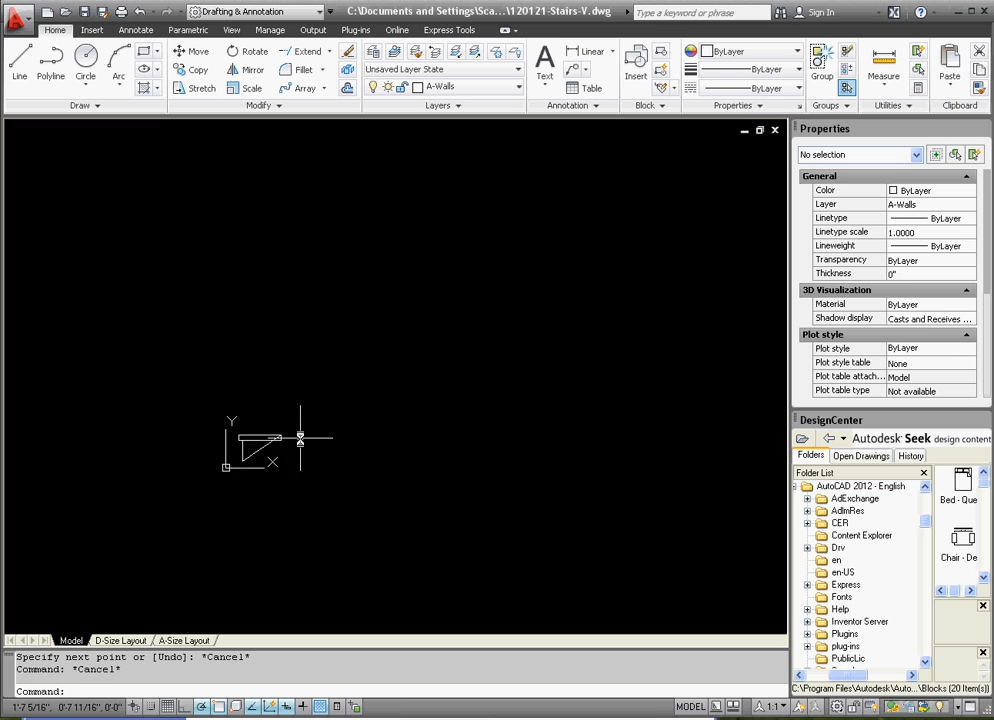 Drafting & Annotation
C:\Documents and Settings\Sca...\120121-Stairs-V.dwg
Type a keyword or phrase
Sign In
Home Insert Annotate Parametric View Manage Output Plug-ins Online Express Tools
Line
Polyline
Circle
Arc
Draw
Move
Rotate
Extend
Copy
Mirror
Fillet
Stretch
Scale
Array
Modify
Unsaved Layer State
A-Walls
Layers
Text
Linear
Table
Annotation
Insert
Block
ByLayer
ByLayer
ByLayer
Properties
Group
Groups
Measure
Utilities
Paste
Clipboard
Y
X
Properties
No selection
General
Color ByLayer
Layer A-Walls
Linetype ByLayer
Linetype scale 1.0000
Lineweight ByLayer
Transparency ByLayer
Thickness 0"
3D Visualization
Material ByLayer
Shadow display Casts and Receives ...
Plot style
Plot style ByLayer
Plot style table None
Plot table attach... Model
Plot table type Not available
DesignCenter
Autodesk Seek design content
Folders Open Drawings History
Folder List
AutoCAD 2012 - English
AdExchange
AdlmRes
CER
Content Explorer
Drv
en
en-US
Express
Fonts
Help
Inventor Server
Plugins
plug-ins
PublicLic
Bed - Que
Chair - De
C:\Program Files\Autodesk\Auto...\Blocks (20 Item(s))
Model D-Size Layout A-Size Layout
Specify next point or [Undo]: *Cancel*
Command: *Cancel*
Command:
1'-7 5/16", 0'-7 11/16", 0'-0"
MODEL
1:1